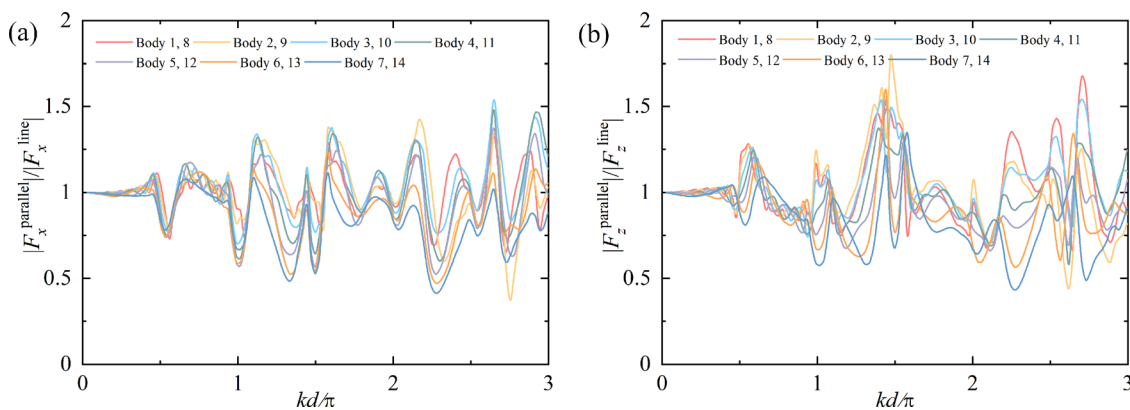 (a)
|F_x^parallel|/|F_x^line|
2
1.5
1
0.5
0
Body 1, 8 Body 2, 9 Body 3, 10 Body 4, 11
Body 5, 12 Body 6, 13 Body 7, 14
0 1 2 3
kd/π
(b)
|F_z^parallel|/|F_z^line|
2
1.5
1
0.5
0
Body 1, 8 Body 2, 9 Body 3, 10 Body 4, 11
Body 5, 12 Body 6, 13 Body 7, 14
0 1 2 3
kd/π